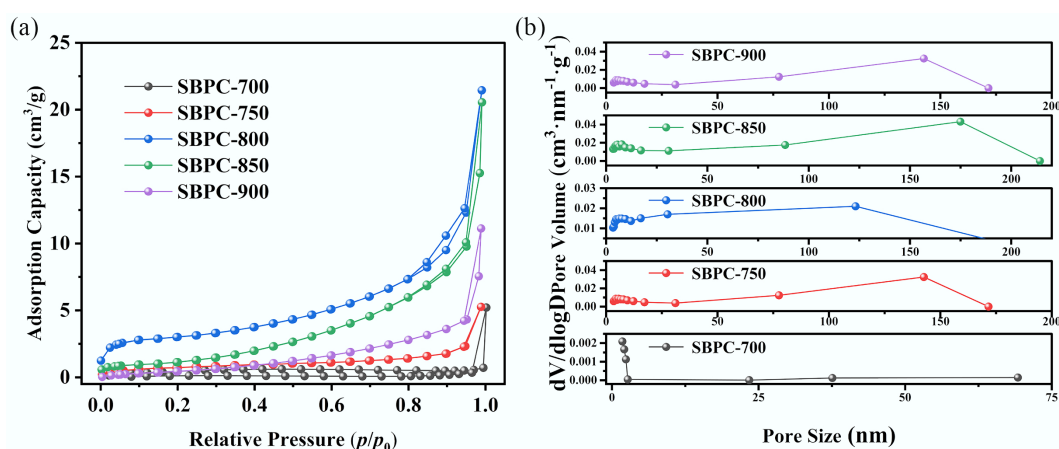 (a)
25
20
15
10
5
0
Adsorption Capacity (cm³/g)
SBPC-700
SBPC-750
SBPC-800
SBPC-850
SBPC-900
0.0 0.2 0.4 0.6 0.8 1.0
Relative Pressure (p/p₀)
(b)
dV/dlogDPore Volume (cm³·nm⁻¹·g⁻¹)
0.04
0.02
0.00
SBPC-900
0 50 100 150 200
0.04
0.02
0.00
SBPC-850
50 100 150 200
0.03
0.02
0.01
SBPC-800
50 100 150 200
0.04
0.02
0.00
SBPC-750
0 50 100 150 200
0.002
0.001
0.000
SBPC-700
0 25 50 75
Pore Size (nm)